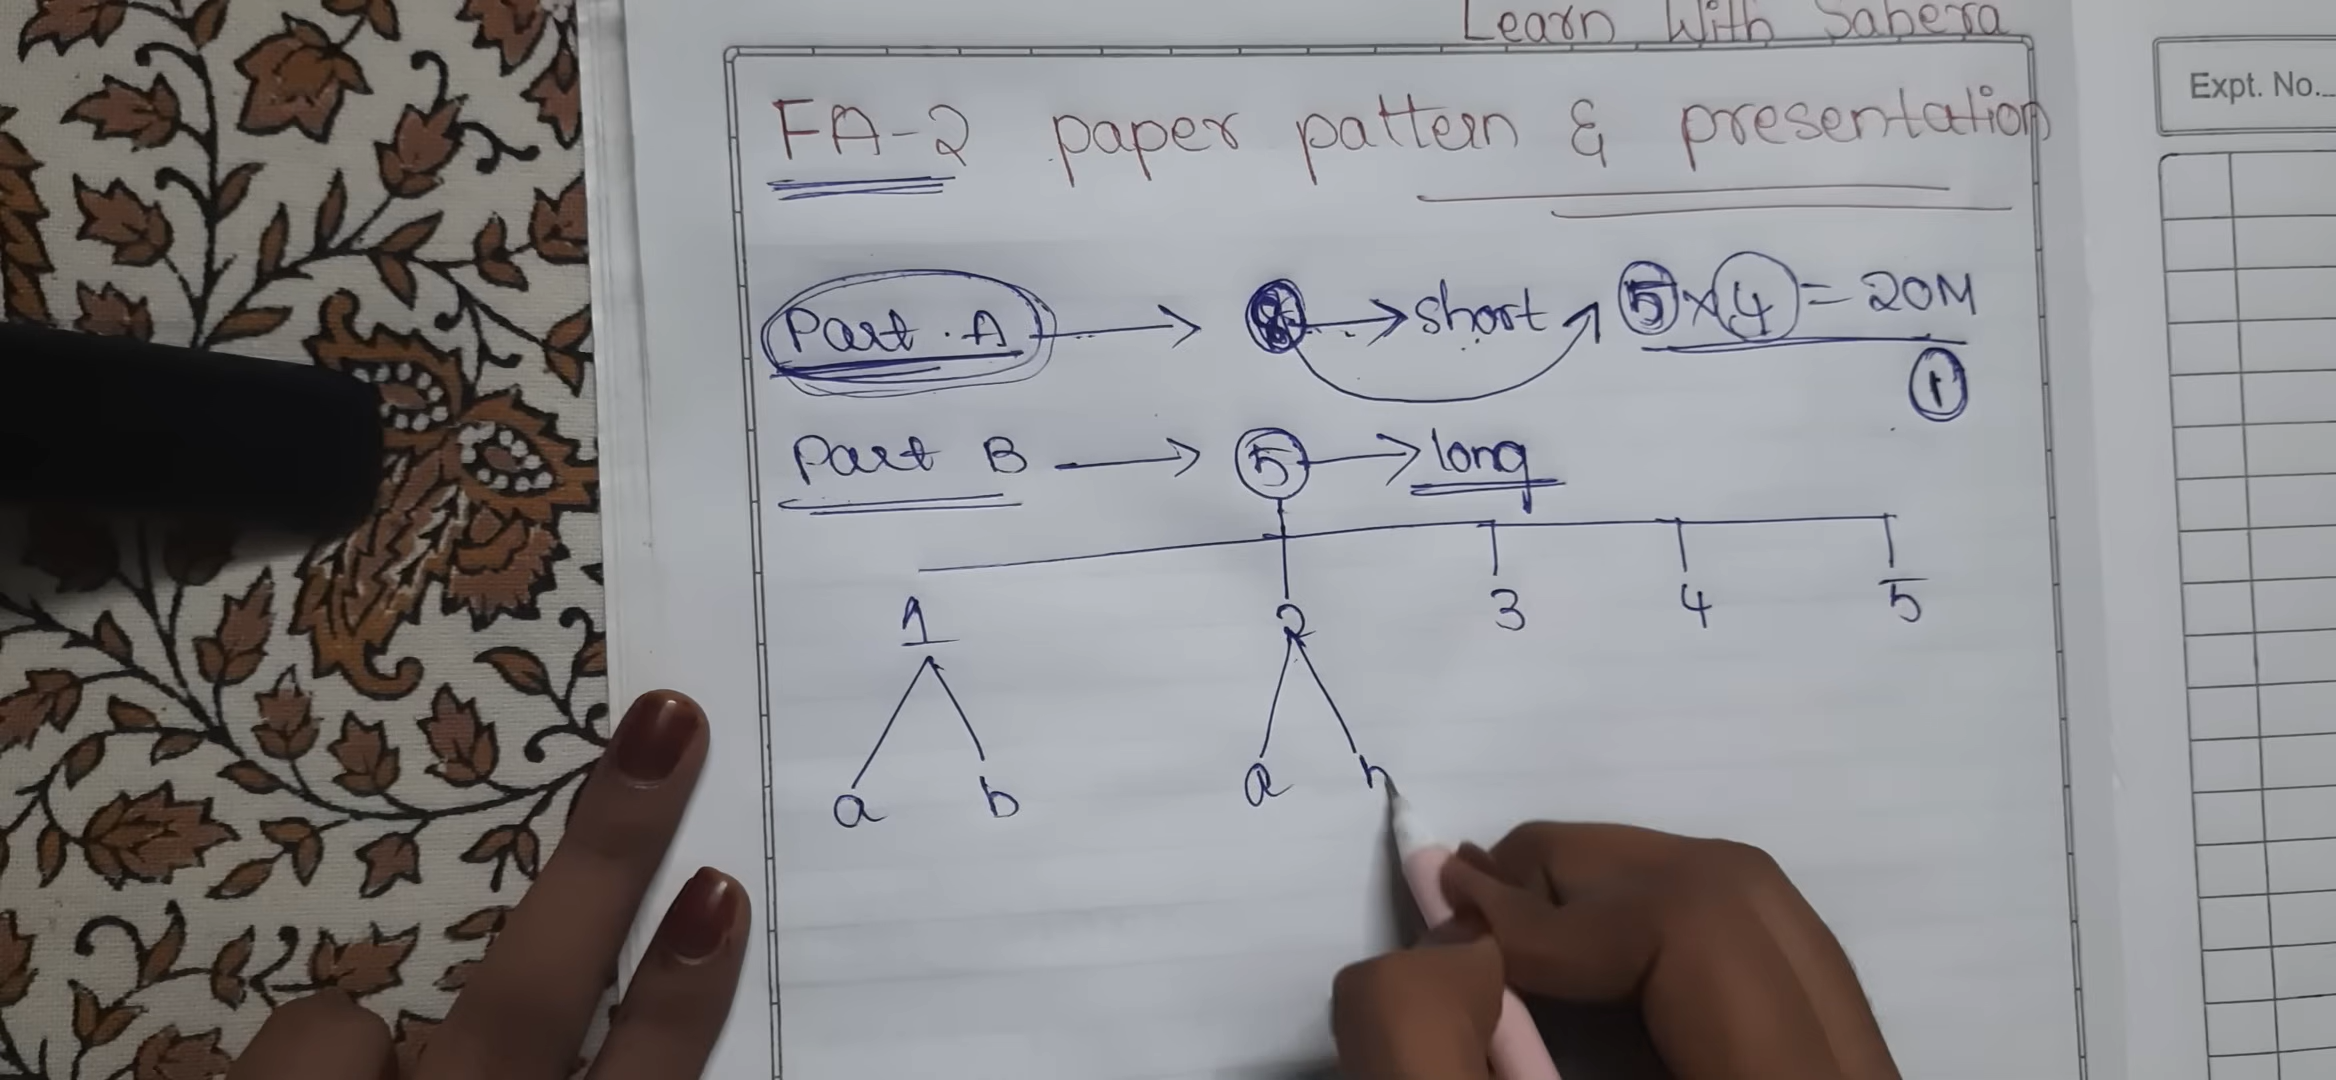 Learn With Sabera
Expt. No.
FA-2 paper pattern & presentation
Part. A → 8 → short 5 × 4 = 20M
1
Part B → 5 → long
1 2 3 4 5
a b a b